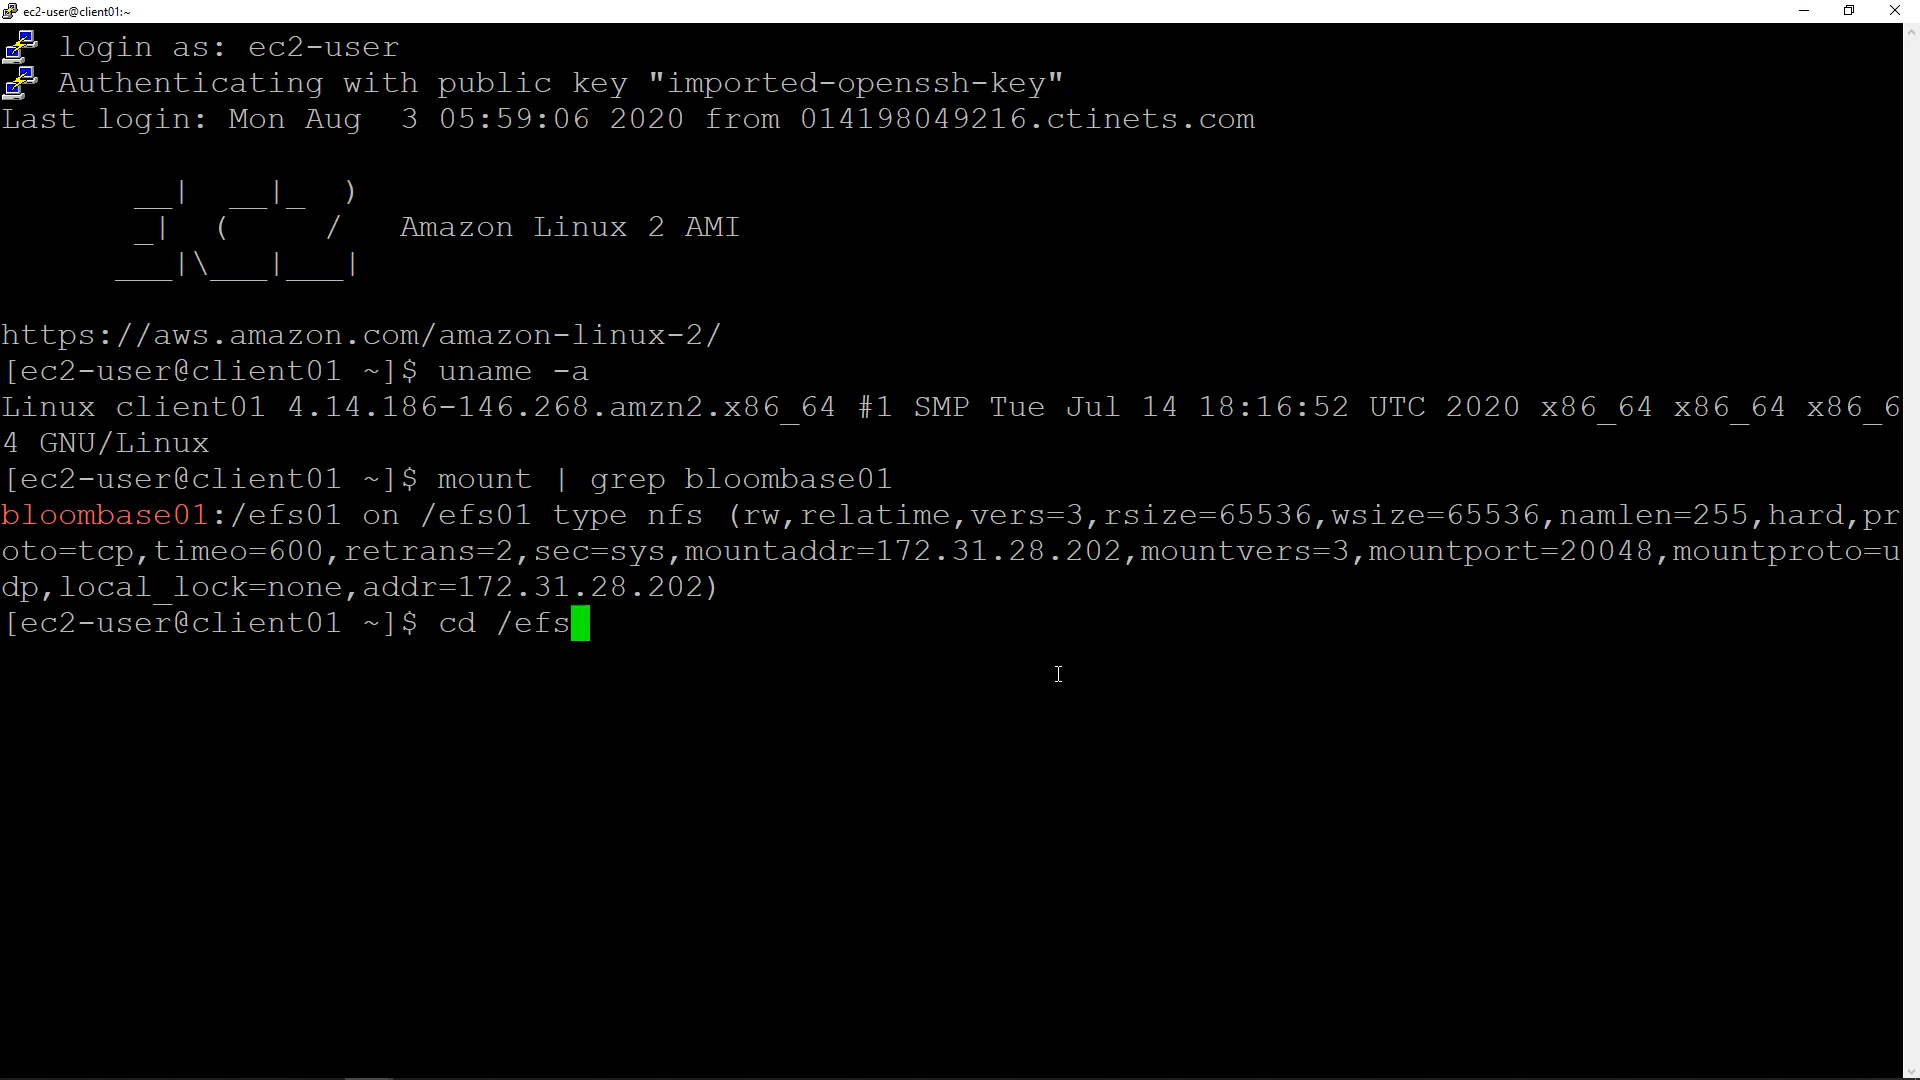 ec2-user@client01:~
login as: ec2-user
Authenticating with public key "imported-openssh-key"
Last login: Mon Aug  3 05:59:06 2020 from 014198049216.ctinets.com
       __|  __|_  )
       _|  (     /   Amazon Linux 2 AMI
      ___|\___|___|
https://aws.amazon.com/amazon-linux-2/
[ec2-user@client01 ~]$ uname -a
Linux client01 4.14.186-146.268.amzn2.x86_64 #1 SMP Tue Jul 14 18:16:52 UTC 2020 x86_64 x86_64 x86_6
4 GNU/Linux
[ec2-user@client01 ~]$ mount | grep bloombase01
bloombase01:/efs01 on /efs01 type nfs (rw,relatime,vers=3,rsize=65536,wsize=65536,namlen=255,hard,pr
oto=tcp,timeo=600,retrans=2,sec=sys,mountaddr=172.31.28.202,mountvers=3,mountport=20048,mountproto=u
dp,local_lock=none,addr=172.31.28.202)
[ec2-user@client01 ~]$ cd /efs